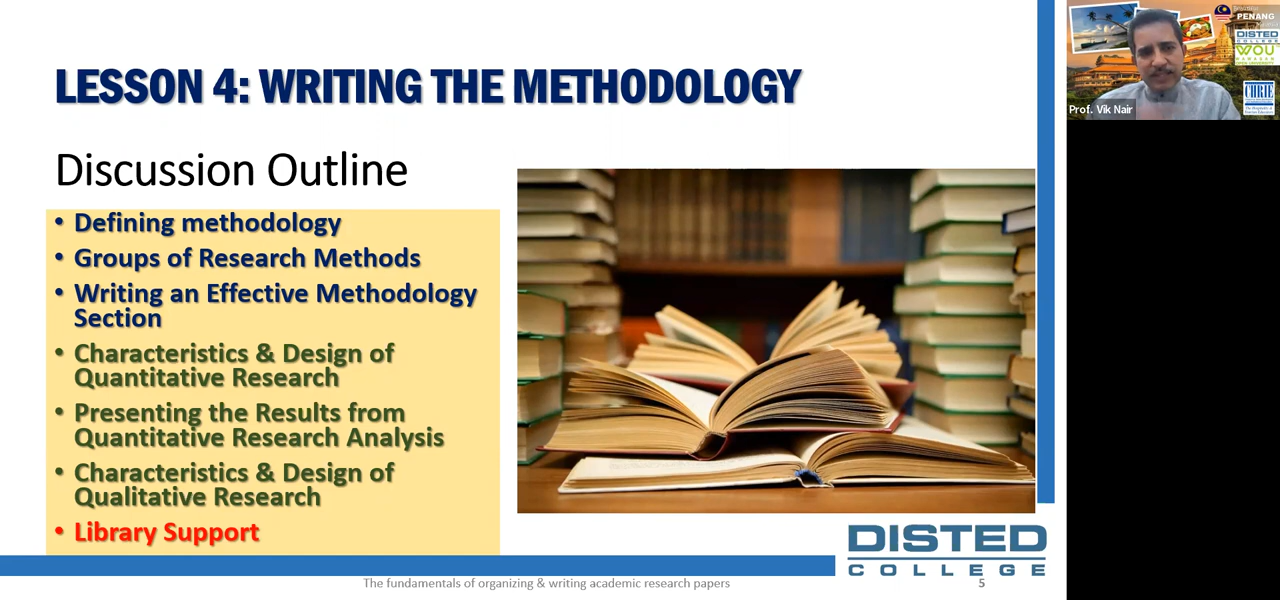 LESSON 4: WRITING THE METHODOLOGY
Discussion Outline
• Defining methodology
• Groups of Research Methods
• Writing an Effective Methodology
Section
• Characteristics & Design of
Quantitative Research
• Presenting the Results from
Quantitative Research Analysis
• Characteristics & Design of
Qualitative Research
• Library Support
DISTED
COLLEGE
The fundamentals of organizing & writing academic research papers
5
PENANG
DISTED
COLLEGE
WOU
CHRIE
Prof. Vik Nair